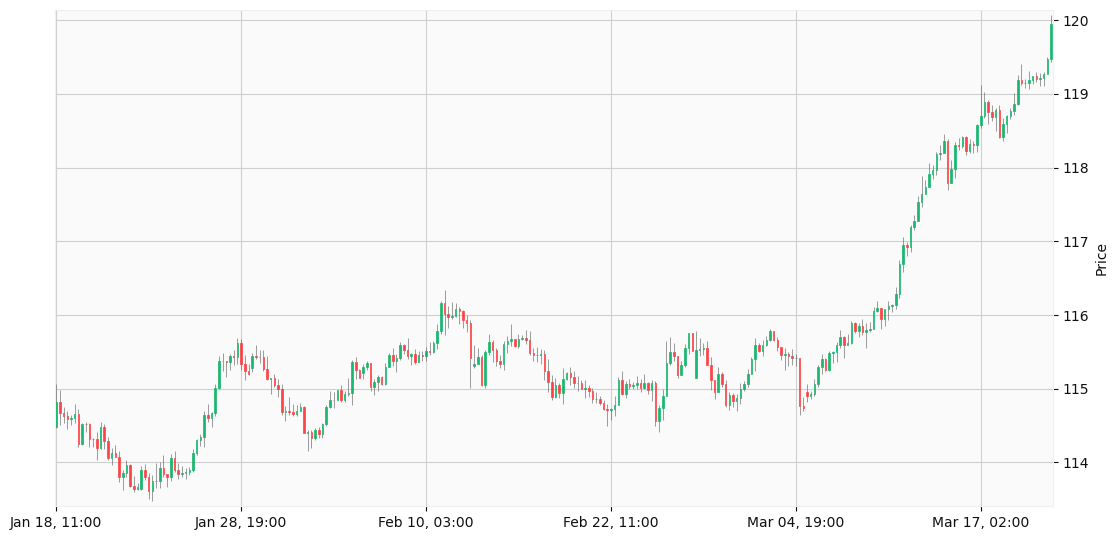 120
119
118
117
116
115
114
Price
Jan 18, 11:00
Jan 28, 19:00
Feb 10, 03:00
Feb 22, 11:00
Mar 04, 19:00
Mar 17, 02:00